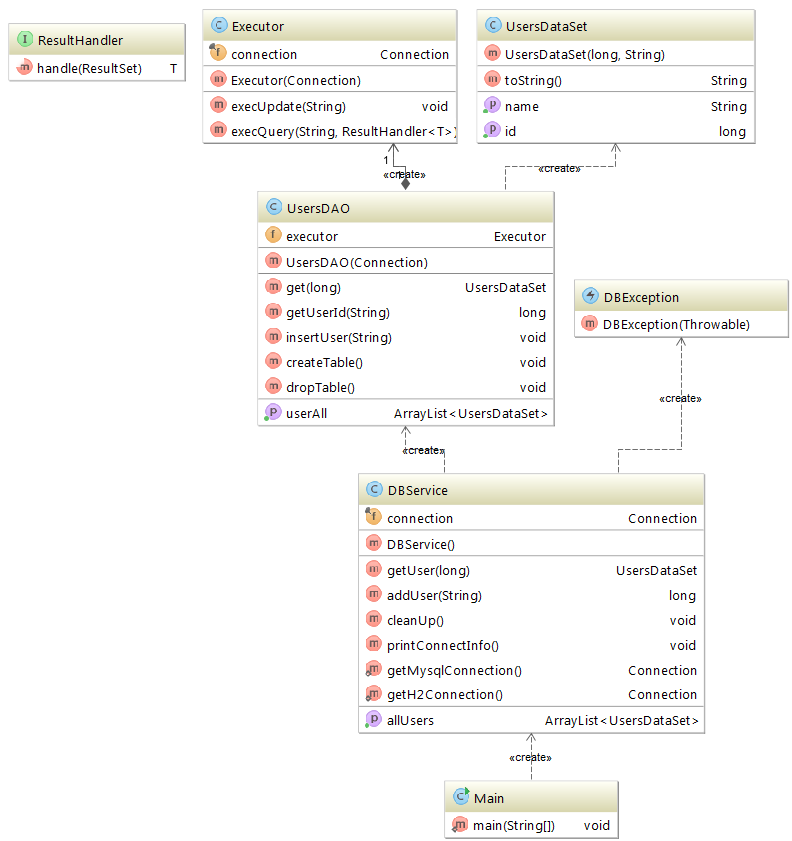 ResultHandler
handle(ResultSet) T
Executor
connection Connection
Executor(Connection)
execUpdate(String) void
execQuery(String, ResultHandler<T>)
UsersDataSet
UsersDataSet(long, String)
toString() String
name String
id long
1
«create»
1
«create»
UsersDAO
executor Executor
UsersDAO(Connection)
get(long) UsersDataSet
getUserId(String) long
insertUser(String) void
createTable() void
dropTable() void
userAll ArrayList<UsersDataSet>
DBException
DBException(Throwable)
«create»
«create»
DBService
connection Connection
DBService()
getUser(long) UsersDataSet
addUser(String) long
cleanUp() void
printConnectInfo() void
getMysqlConnection() Connection
getH2Connection() Connection
allUsers ArrayList<UsersDataSet>
«create»
Main
main(String[]) void